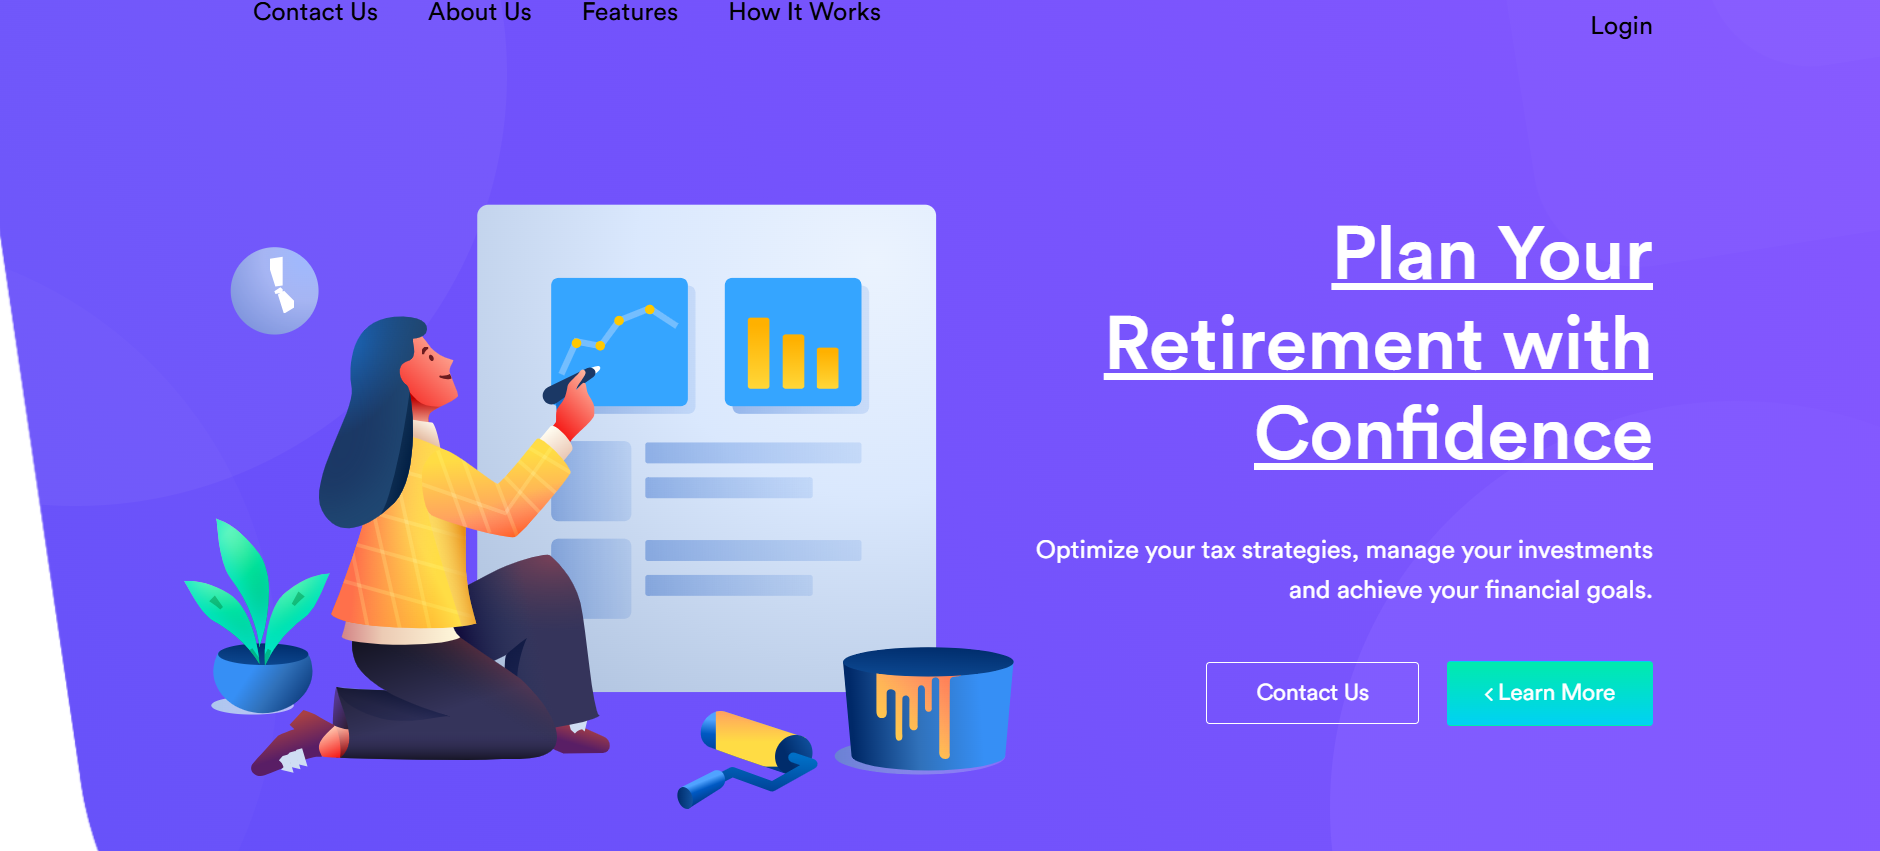 Contact Us About Us Features How It Works
Login
Plan Your
Retirement with
Confidence
Optimize your tax strategies, manage your investments
and achieve your financial goals.
Contact Us
‹ Learn More